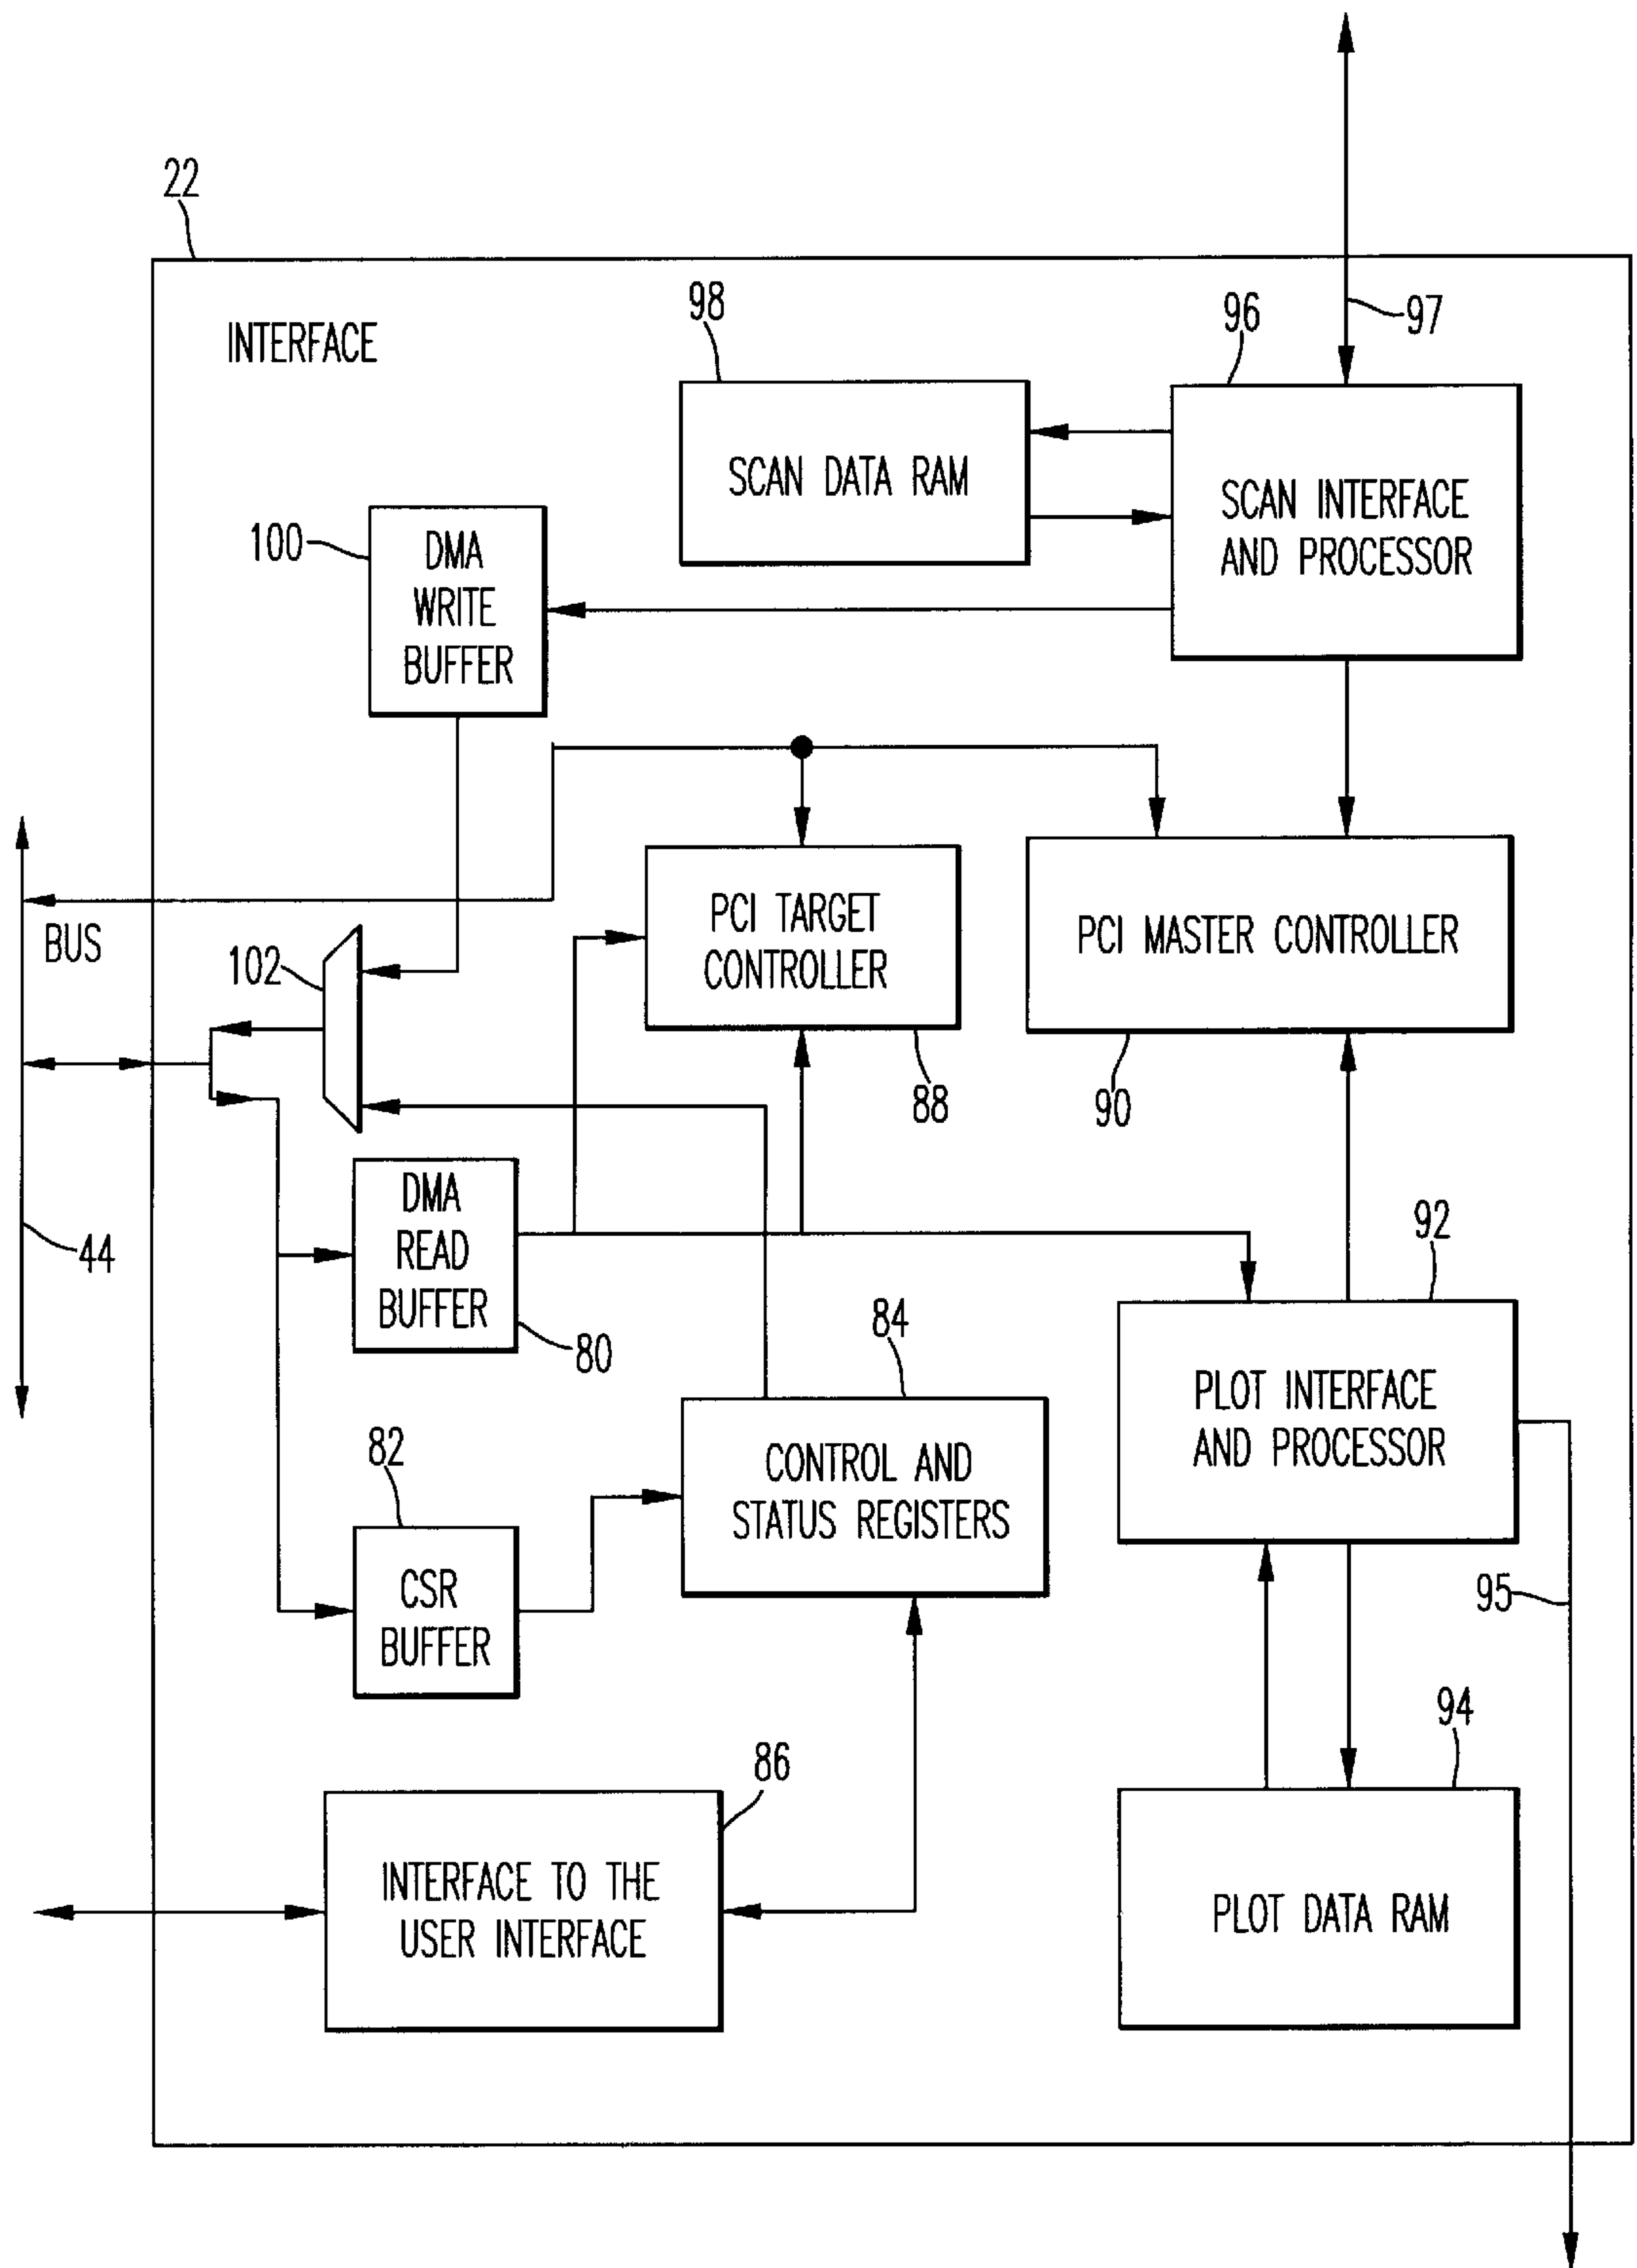 22
INTERFACE
98
96
97
SCAN DATA RAM
SCAN INTERFACE
AND PROCESSOR
100
DMA
WRITE
BUFFER
BUS
102
PCI TARGET
CONTROLLER
PCI MASTER CONTROLLER
88
90
44
DMA
READ
BUFFER
80
92
84
PLOT INTERFACE
AND PROCESSOR
82
CONTROL AND
STATUS REGISTERS
CSR
BUFFER
95
94
86
INTERFACE TO THE
USER INTERFACE
PLOT DATA RAM